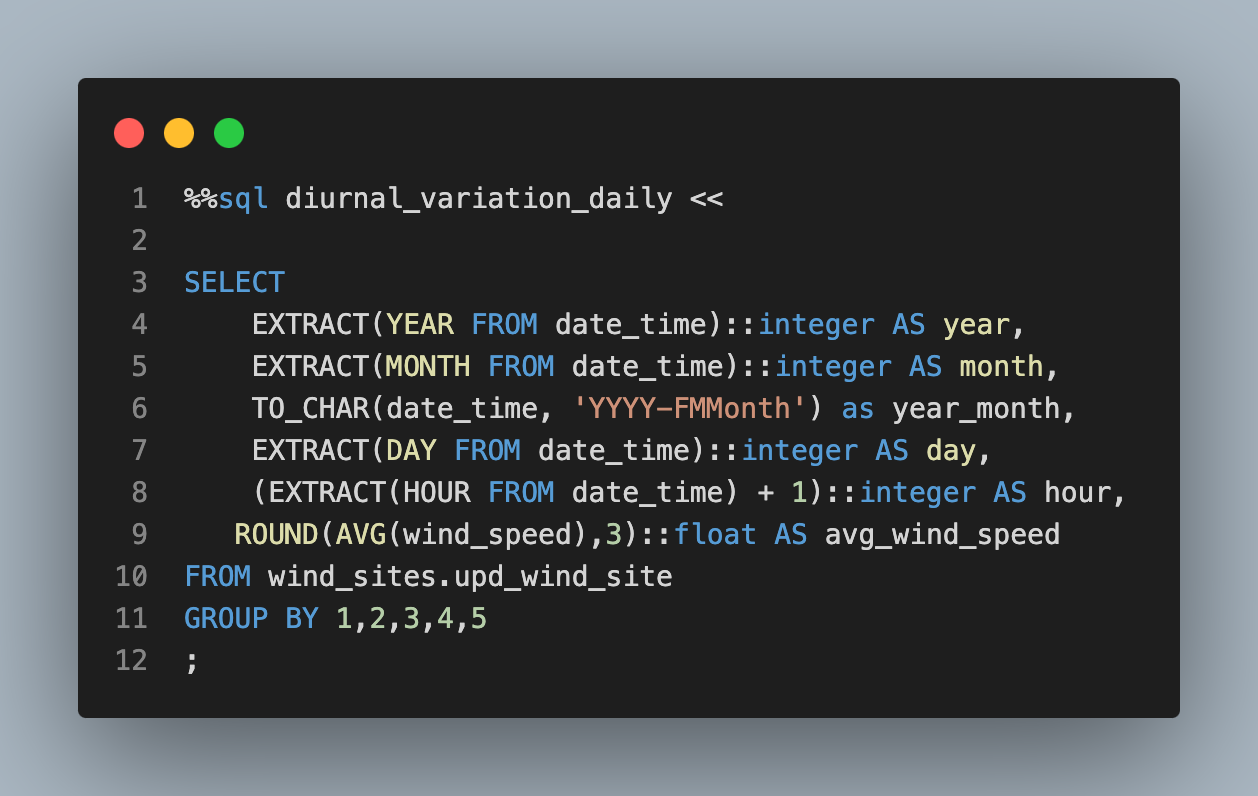 1 %%sql diurnal_variation_daily <<
2
3 SELECT
4     EXTRACT(YEAR FROM date_time)::integer AS year,
5     EXTRACT(MONTH FROM date_time)::integer AS month,
6     TO_CHAR(date_time, 'YYYY-FMMonth') as year_month,
7     EXTRACT(DAY FROM date_time)::integer AS day,
8     (EXTRACT(HOUR FROM date_time) + 1)::integer AS hour,
9    ROUND(AVG(wind_speed),3)::float AS avg_wind_speed
10 FROM wind_sites.upd_wind_site
11 GROUP BY 1,2,3,4,5
12 ;